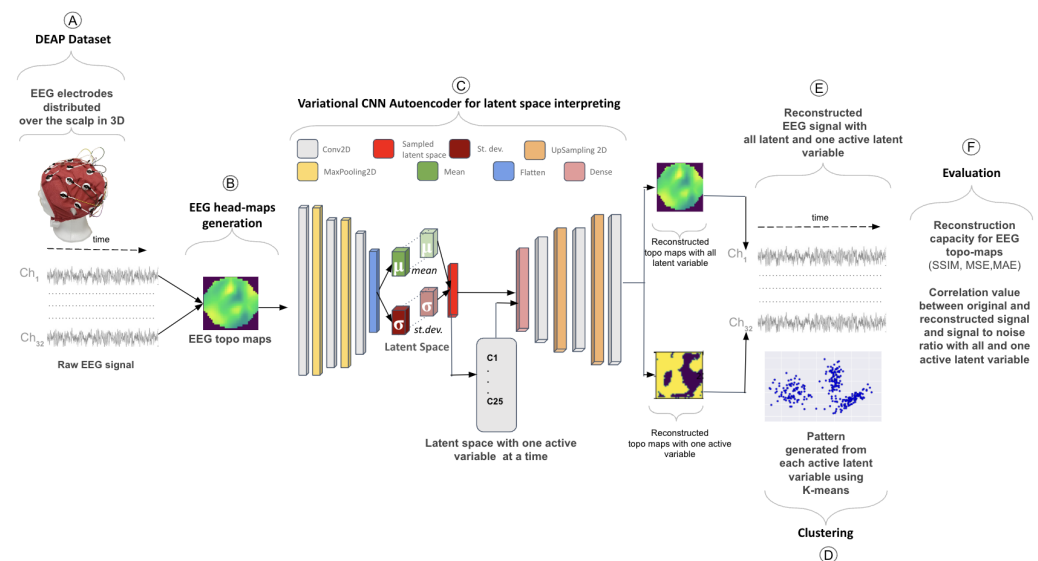 A
DEAP Dataset
EEG electrodes
distributed
over the scalp in 3D
time
Ch1
Ch32
Raw EEG signal
B
EEG head-maps
generation
EEG topo maps
C
Variational CNN Autoencoder for latent space interpreting
Conv2D
Sampled
latent space
St. dev.
UpSampling 2D
MaxPooling2D
Mean
Flatten
Dense
μ
μ
mean
σ
σ
st.dev.
Latent Space
C1
.
.
.
C25
Latent space with one active
variable at a time
Reconstructed
topo maps with all
latent variable
Reconstructed
topo maps with one active
variable
E
Reconstructed
EEG signal with
all latent and one active latent
variable
time
Ch1
Ch32
Pattern
generated from
each active latent
variable using
K-means
Clustering
D
F
Evaluation
Reconstruction
capacity for EEG
topo-maps
(SSIM, MSE,MAE)
Correlation value
between original and
reconstructed signal
and signal to noise
ratio with all and one
active latent variable